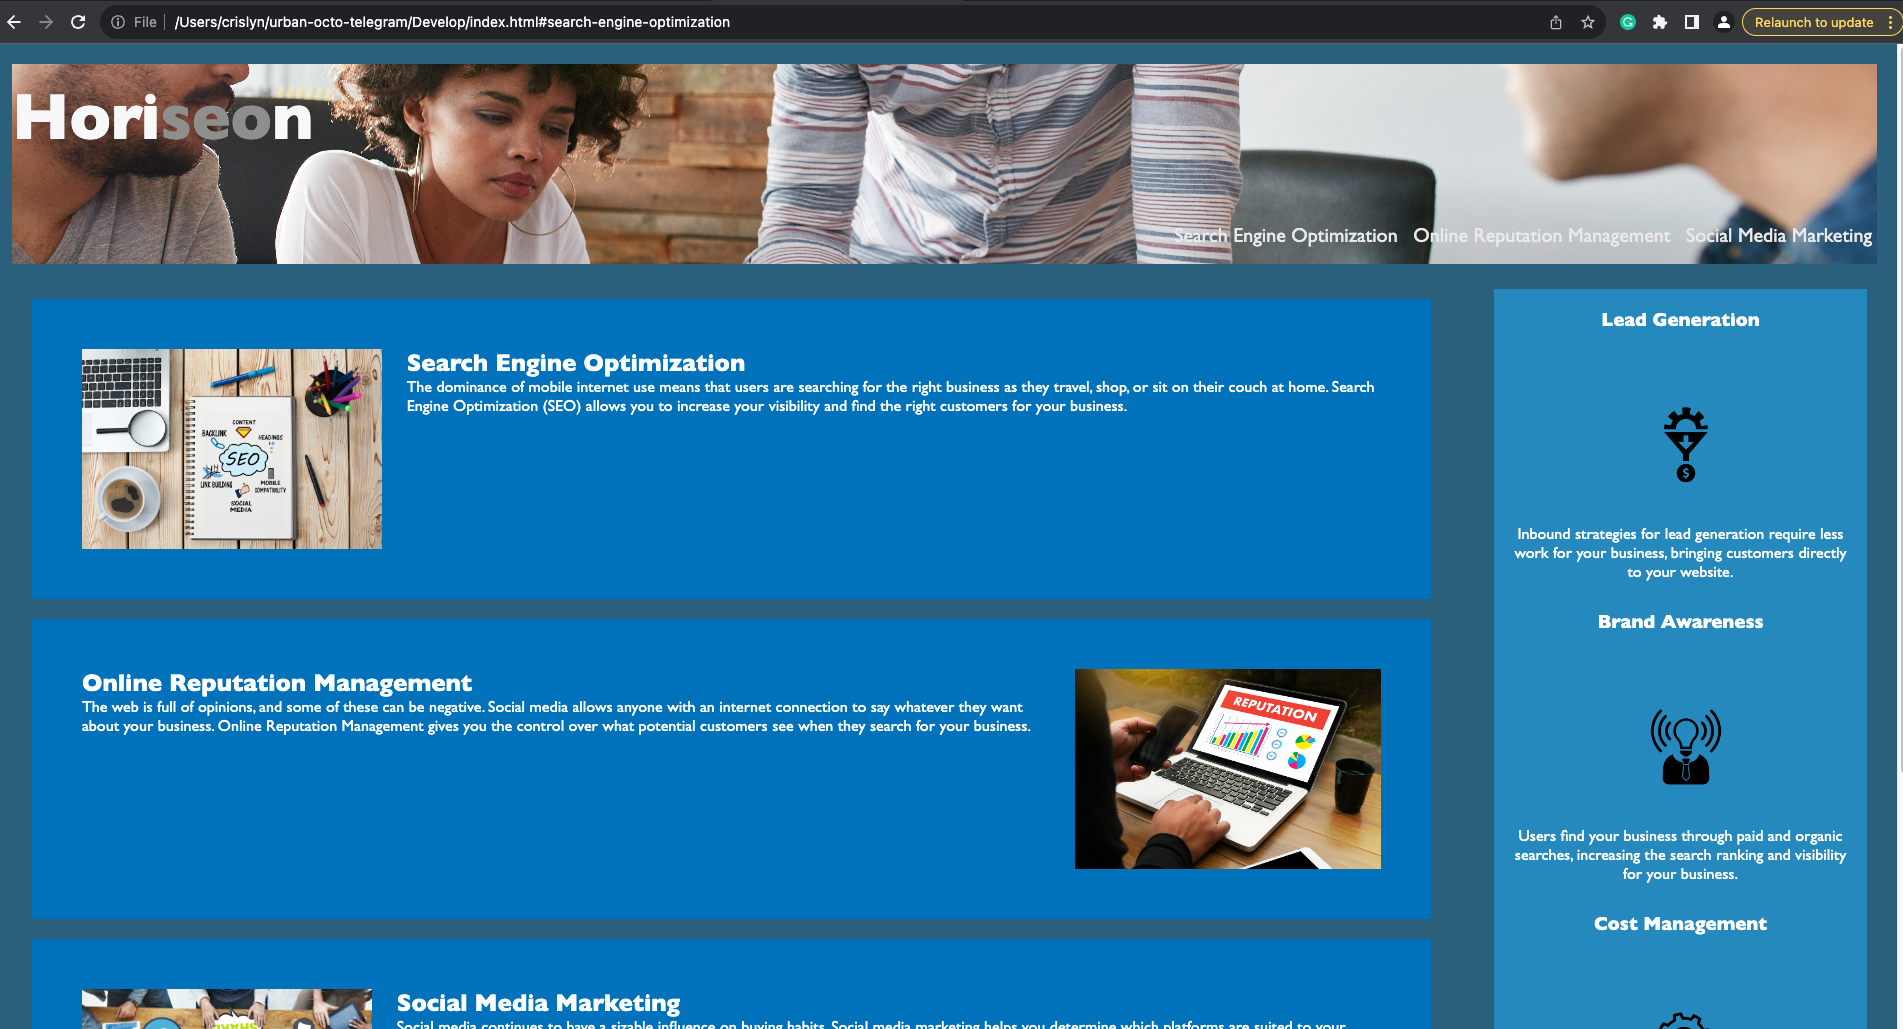 File
/Users/crislyn/urban-octo-telegram/Develop/index.html#search-engine-optimization
Relaunch to update
Horiseon
Search Engine Optimization Online Reputation Management Social Media Marketing
Search Engine Optimization
The dominance of mobile internet use means that users are searching for the right business as they travel, shop, or sit on their couch at home. Search
Engine Optimization (SEO) allows you to increase your visibility and find the right customers for your business.
CONTENT
BACKLINK
HEADINGS
SEO
LINK BUILDING
MOBILE
COMPATIBILITY
SOCIAL
MEDIA
Online Reputation Management
The web is full of opinions, and some of these can be negative. Social media allows anyone with an internet connection to say whatever they want
about your business. Online Reputation Management gives you the control over what potential customers see when they search for your business.
REPUTATION
Social Media Marketing
Social media continues to have a sizable influence on buying habits. Social media marketing helps you determine which platforms are suited to your
SHARE
Lead Generation
$
Inbound strategies for lead generation require less
work for your business, bringing customers directly
to your website.
Brand Awareness
Users find your business through paid and organic
searches, increasing the search ranking and visibility
for your business.
Cost Management